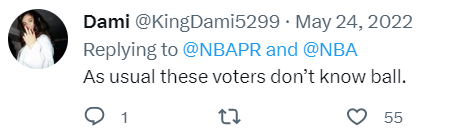 Dami @KingDami5299 · May 24, 2022
Replying to @NBAPR and @NBA
As usual these voters don’t know ball.
1 55